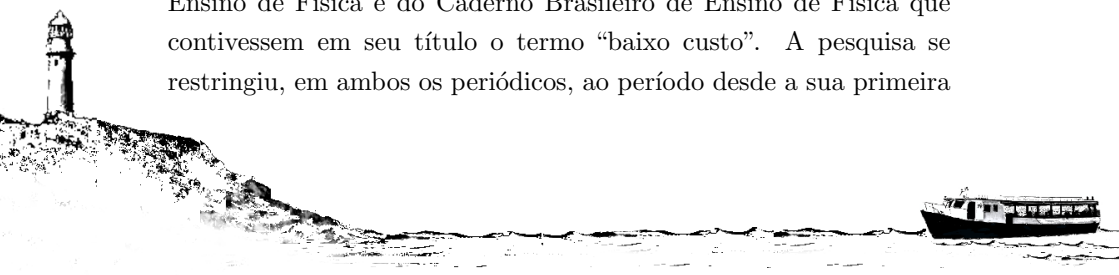 Ensino de Física e do Caderno Brasileiro de Ensino de Física que
contivessem em seu título o termo “baixo custo”. A pesquisa se
restringiu, em ambos os periódicos, ao período desde a sua primeira